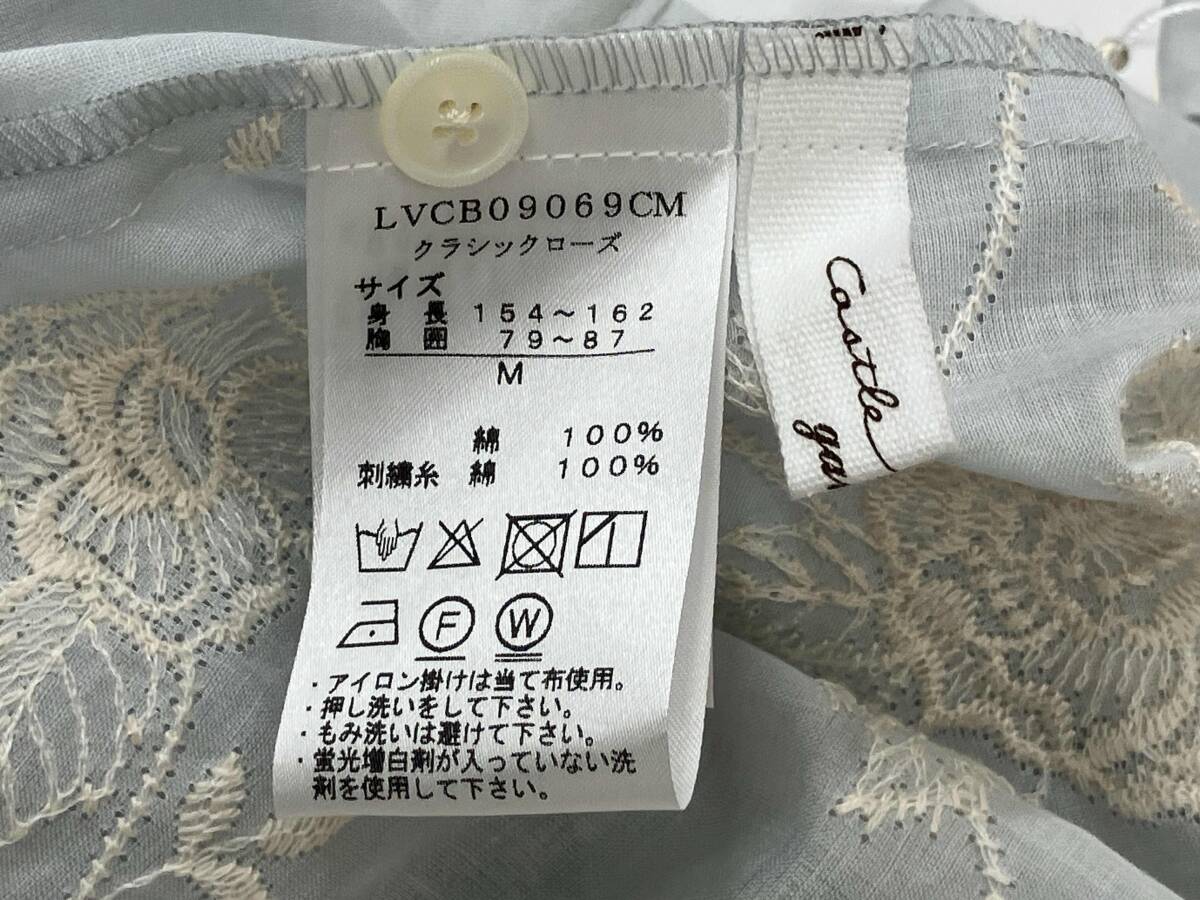 LVCB09069CM
クラシックローズ
サイズ
身長 154～162
胸囲 79～87
M
綿 100%
刺繍糸 綿 100%
F W
・アイロン掛けは当て布使用。
・押し洗いをして下さい。
・もみ洗いは避けて下さい。
・蛍光増白剤が入っていない洗
剤を使用して下さい。
Castle